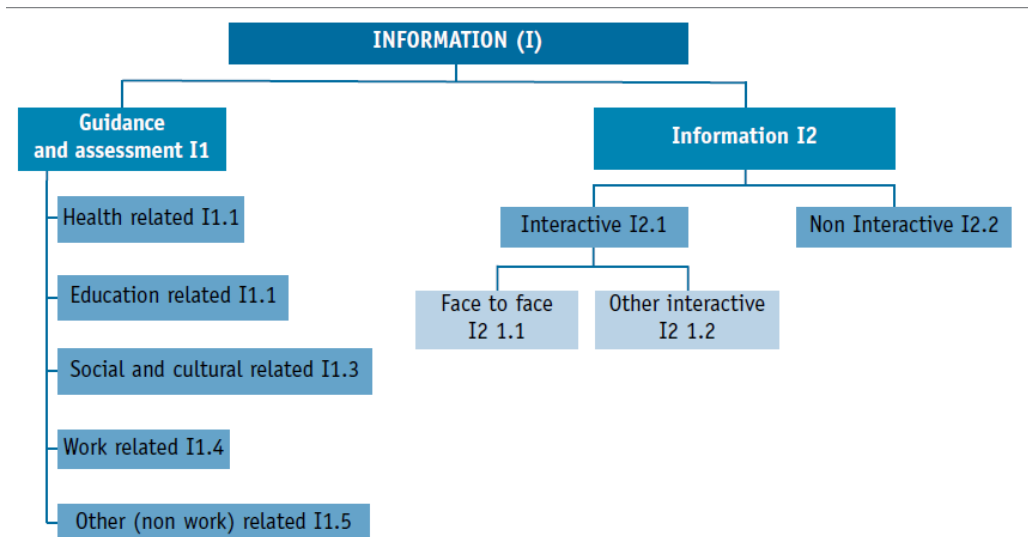 INFORMATION (I)
Guidance
and assessment I1
Information I2
Health related I1.1
Interactive I2.1
Non Interactive I2.2
Education related I1.1
Face to face
I2 1.1
Other interactive
I2 1.2
Social and cultural related I1.3
Work related I1.4
Other (non work) related I1.5